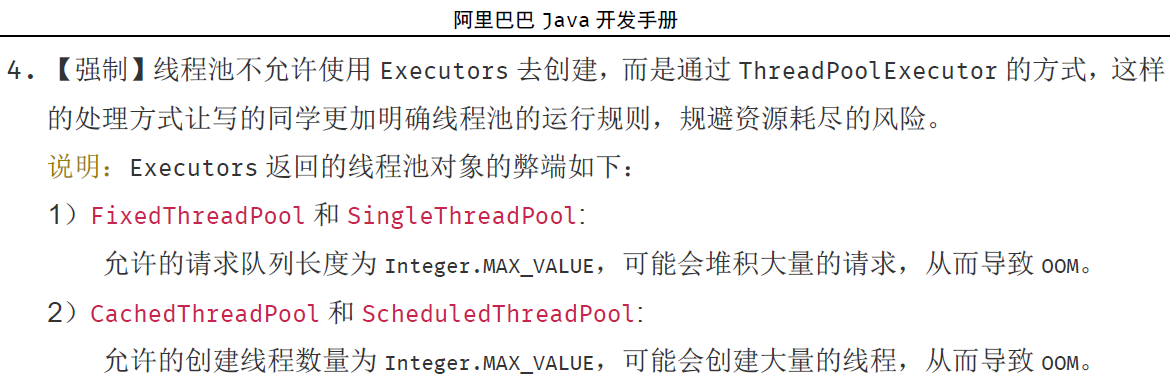 阿里巴巴 Java 开发手册
4. 【强制】线程池不允许使用 Executors 去创建，而是通过 ThreadPoolExecutor 的方式，这样
的处理方式让写的同学更加明确线程池的运行规则，规避资源耗尽的风险。
说明：Executors 返回的线程池对象的弊端如下：
1）FixedThreadPool 和 SingleThreadPool:
允许的请求队列长度为 Integer.MAX_VALUE，可能会堆积大量的请求，从而导致 OOM。
2）CachedThreadPool 和 ScheduledThreadPool:
允许的创建线程数量为 Integer.MAX_VALUE，可能会创建大量的线程，从而导致 OOM。